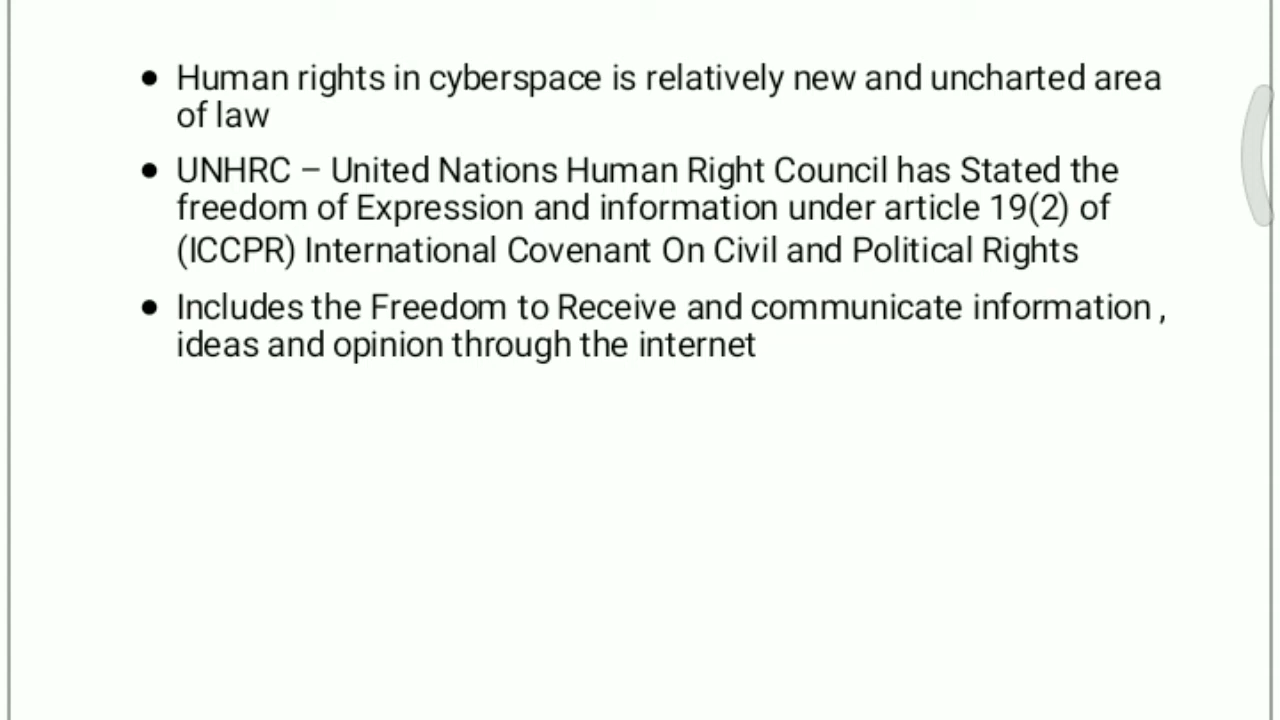 ● Human rights in cyberspace is relatively new and uncharted area
of law
● UNHRC – United Nations Human Right Council has Stated the
freedom of Expression and information under article 19(2) of
(ICCPR) International Covenant On Civil and Political Rights
● Includes the Freedom to Receive and communicate information ,
ideas and opinion through the internet